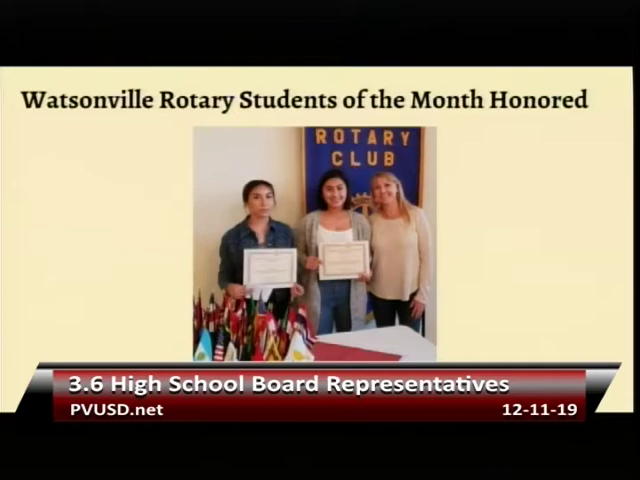 Watsonville Rotary Students of the Month Honored
ROTARY
CLUB
3.6 High School Board Representatives
PVUSD.net
12-11-19